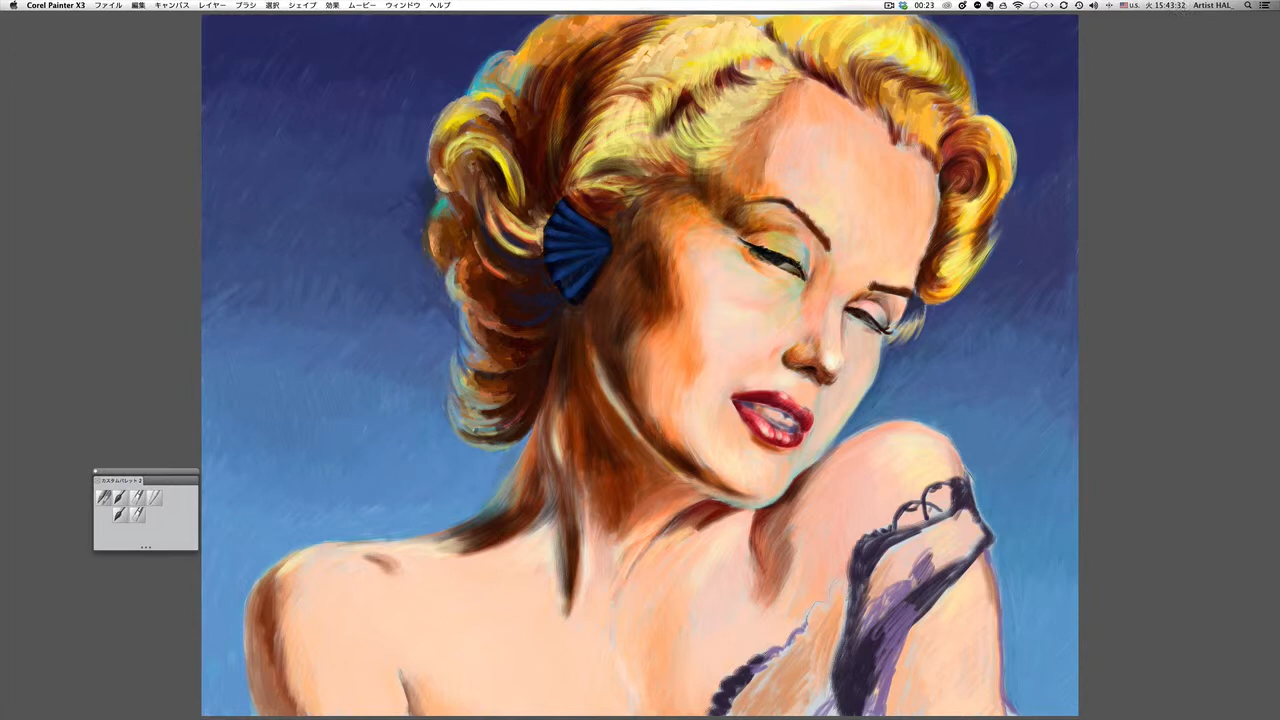 Corel Painter X3 ファイル 編集 キャンバス レイヤー ブラシ 選択 シェイプ 効果 ムービー ウィンドウ ヘルプ 00:23 U.S. 火 15:43:32 Artist HAL_
カスタムパレット 2